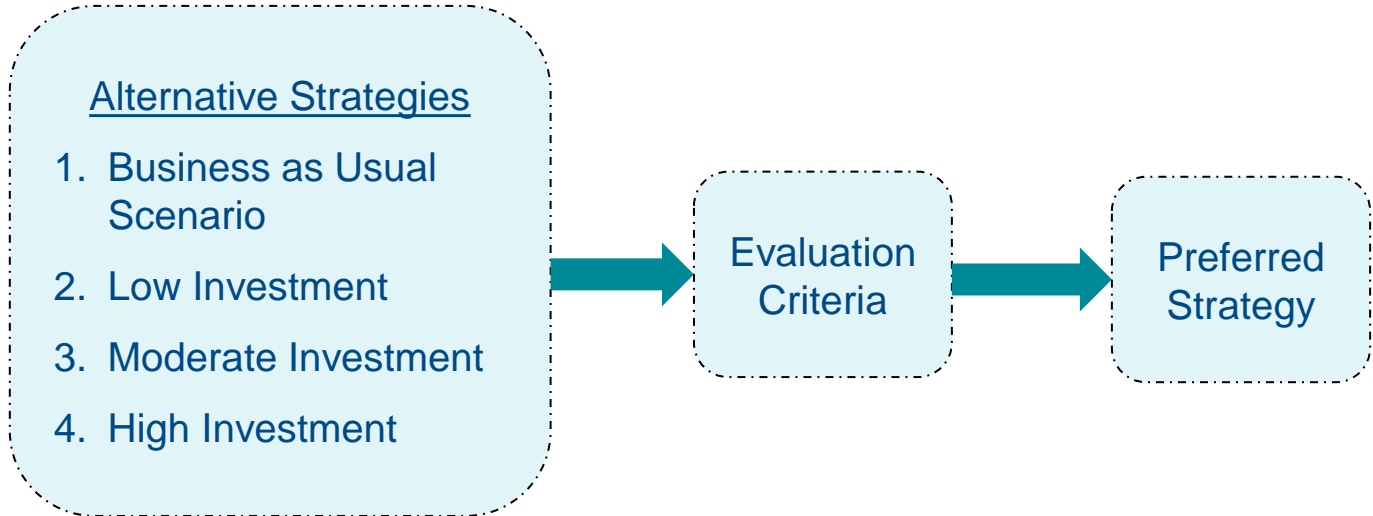 Alternative Strategies
1. Business as Usual
Scenario
2. Low Investment
3. Moderate Investment
4. High Investment
Evaluation
Criteria
Preferred
Strategy